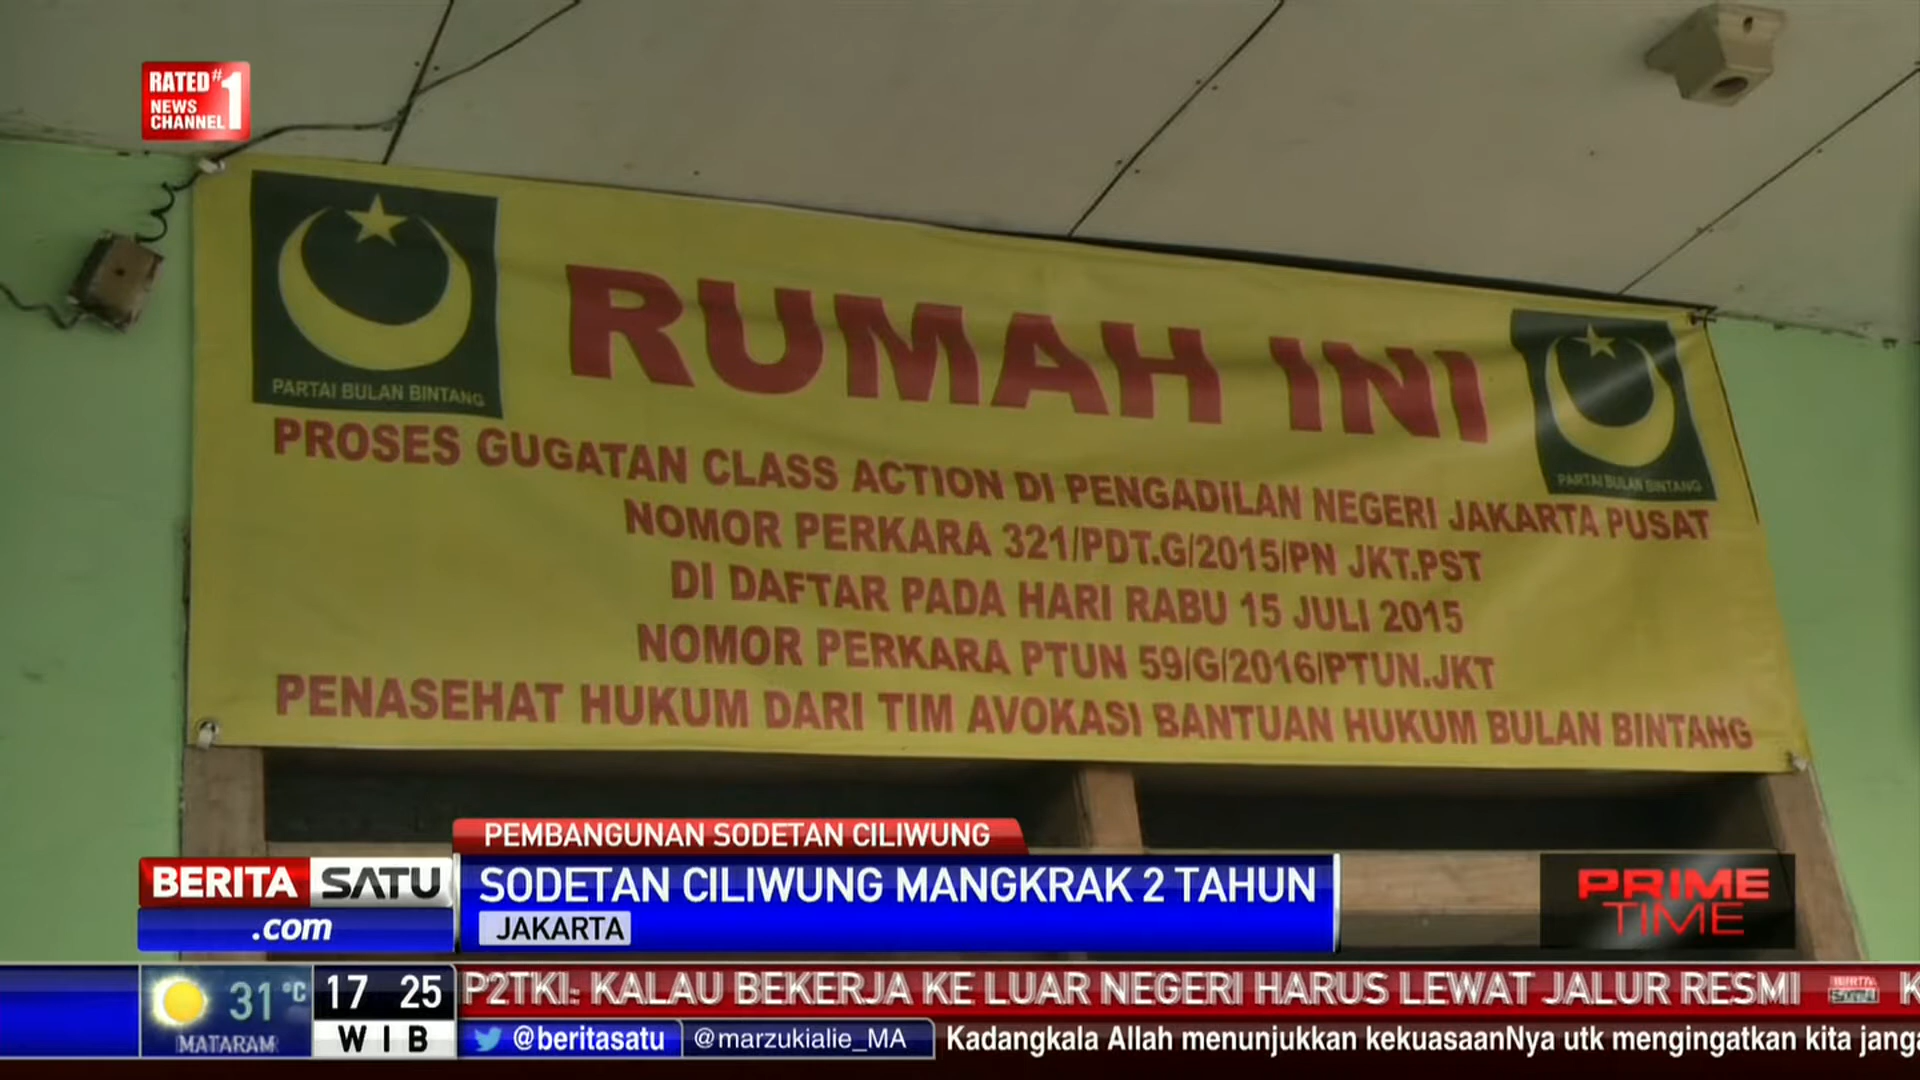 RATED #1
NEWS
CHANNEL
PARTAI BULAN BINTANG
RUMAH INI
PARTAI BULAN BINTANG
PROSES GUGATAN CLASS ACTION DI PENGADILAN NEGERI JAKARTA PUSAT
NOMOR PERKARA 321/PDT.G/2015/PN JKT.PST
DI DAFTAR PADA HARI RABU 15 JULI 2015
NOMOR PERKARA PTUN 59/G/2016/PTUN.JKT
PENASEHAT HUKUM DARI TIM AVOKASI BANTUAN HUKUM BULAN BINTANG
PEMBANGUNAN SODETAN CILIWUNG
BERITA SATU
.com
SODETAN CILIWUNG MANGKRAK 2 TAHUN
JAKARTA
PRIME
TIME
31°C
MATARAM
17 25
WIB
P2TKI: KALAU BEKERJA KE LUAR NEGERI HARUS LEWAT JALUR RESMI BERITA SATU K
@beritasatu @marzukialie_MA Kadangkala Allah menunjukkan kekuasaanNya utk mengingatkan kita janga